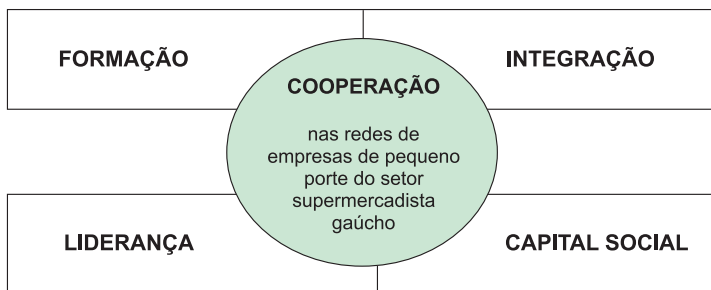 FORMAÇÃO
INTEGRAÇÃO
COOPERAÇÃO
nas redes de
empresas de pequeno
porte do setor
supermercadista
gaúcho
LIDERANÇA
CAPITAL SOCIAL